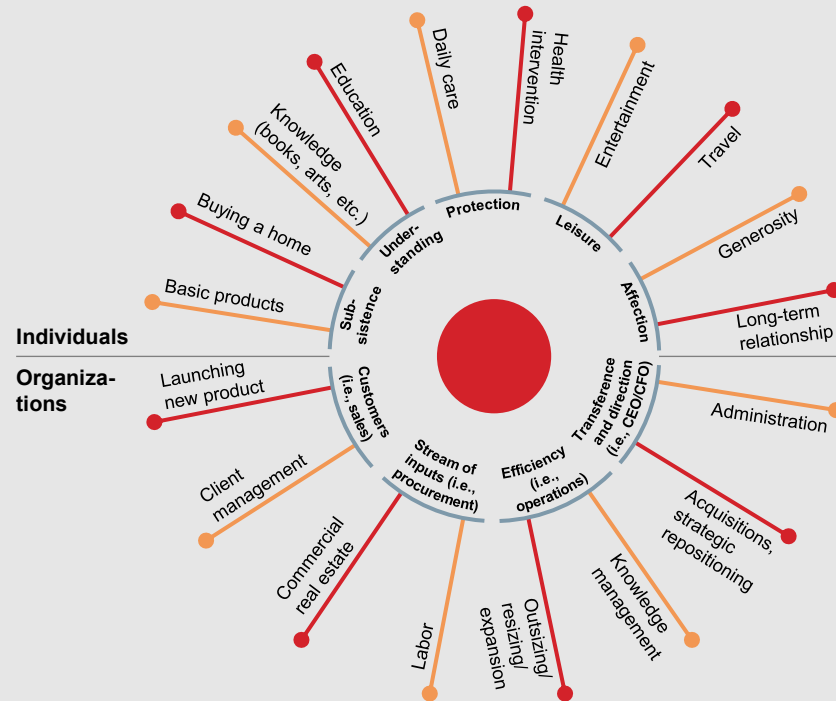 Individuals
Basic products
Buying a home
Knowledge
(books, arts, etc.)
Education
Daily care
Health
intervention
Entertainment
Travel
Generosity
Long-term
relationship
Sub-
sistence
Under-
standing
Protection
Leisure
Affection
Organiza-
tions
Launching
new product
Client
management
Commercial
real estate
Labor
Outsizing/
resizing/
expansion
Knowledge
management
Acquisitions,
strategic
repositioning
Administration
Customers
(i.e., sales)
Stream of
inputs (i.e.,
procurement)
Efficiency
(i.e.,
operations)
Transference
and direction
(i.e., CEO/CFO)